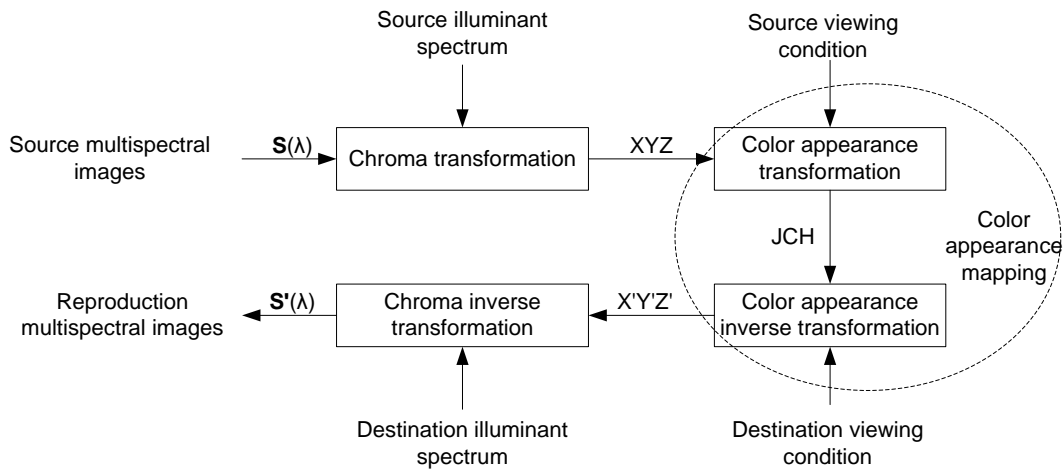 Source illuminant
spectrum
Source viewing
condition
Source multispectral
images
S(λ)
Chroma transformation
XYZ
Color appearance
transformation
JCH
Color
appearance
mapping
Reproduction
multispectral images
S'(λ)
Chroma inverse
transformation
X'Y'Z'
Color appearance
inverse transformation
Destination illuminant
spectrum
Destination viewing
condition